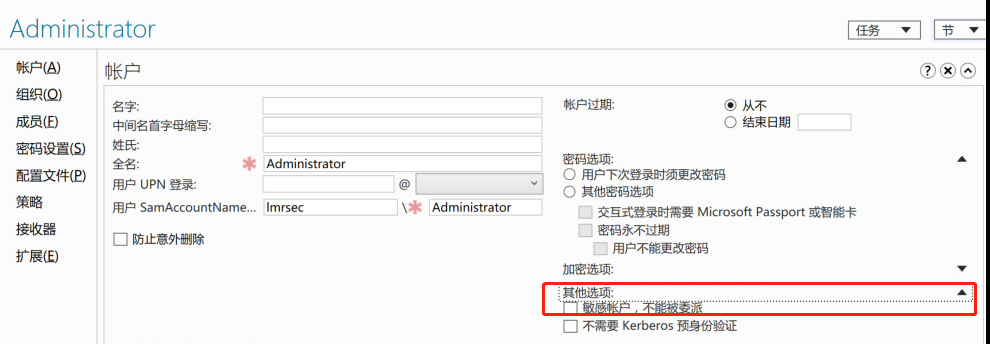 Administrator
任务
节
帐户(A)
组织(O)
成员(F)
密码设置(S)
配置文件(P)
策略
接收器
扩展(E)
帐户
?
名字:
中间名首字母缩写:
姓氏:
全名: * Administrator
用户 UPN 登录: @
用户 SamAccountName... lmrsec \ * Administrator
防止意外删除
帐户过期:
从不
结束日期
密码选项:
用户下次登录时须更改密码
其他密码选项
交互式登录时需要 Microsoft Passport 或智能卡
密码永不过期
用户不能更改密码
加密选项:
其他选项:
敏感帐户，不能被委派
不需要 Kerberos 预身份验证